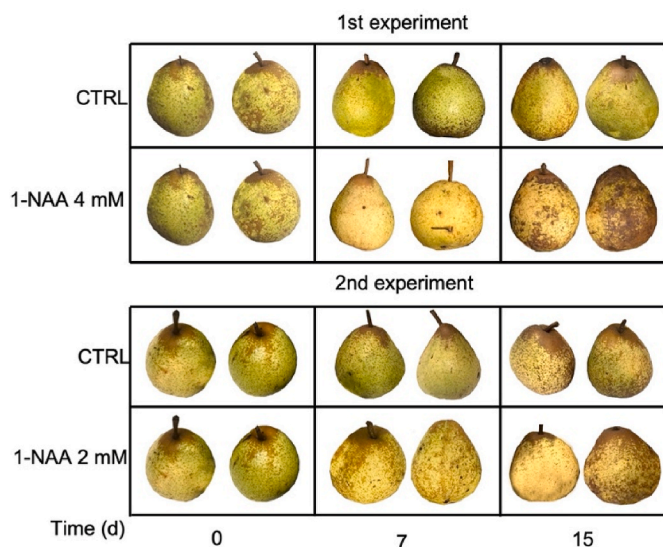 1st experiment
CTRL
1-NAA 4 mM
2nd experiment
CTRL
1-NAA 2 mM
Time (d)
0
7
15